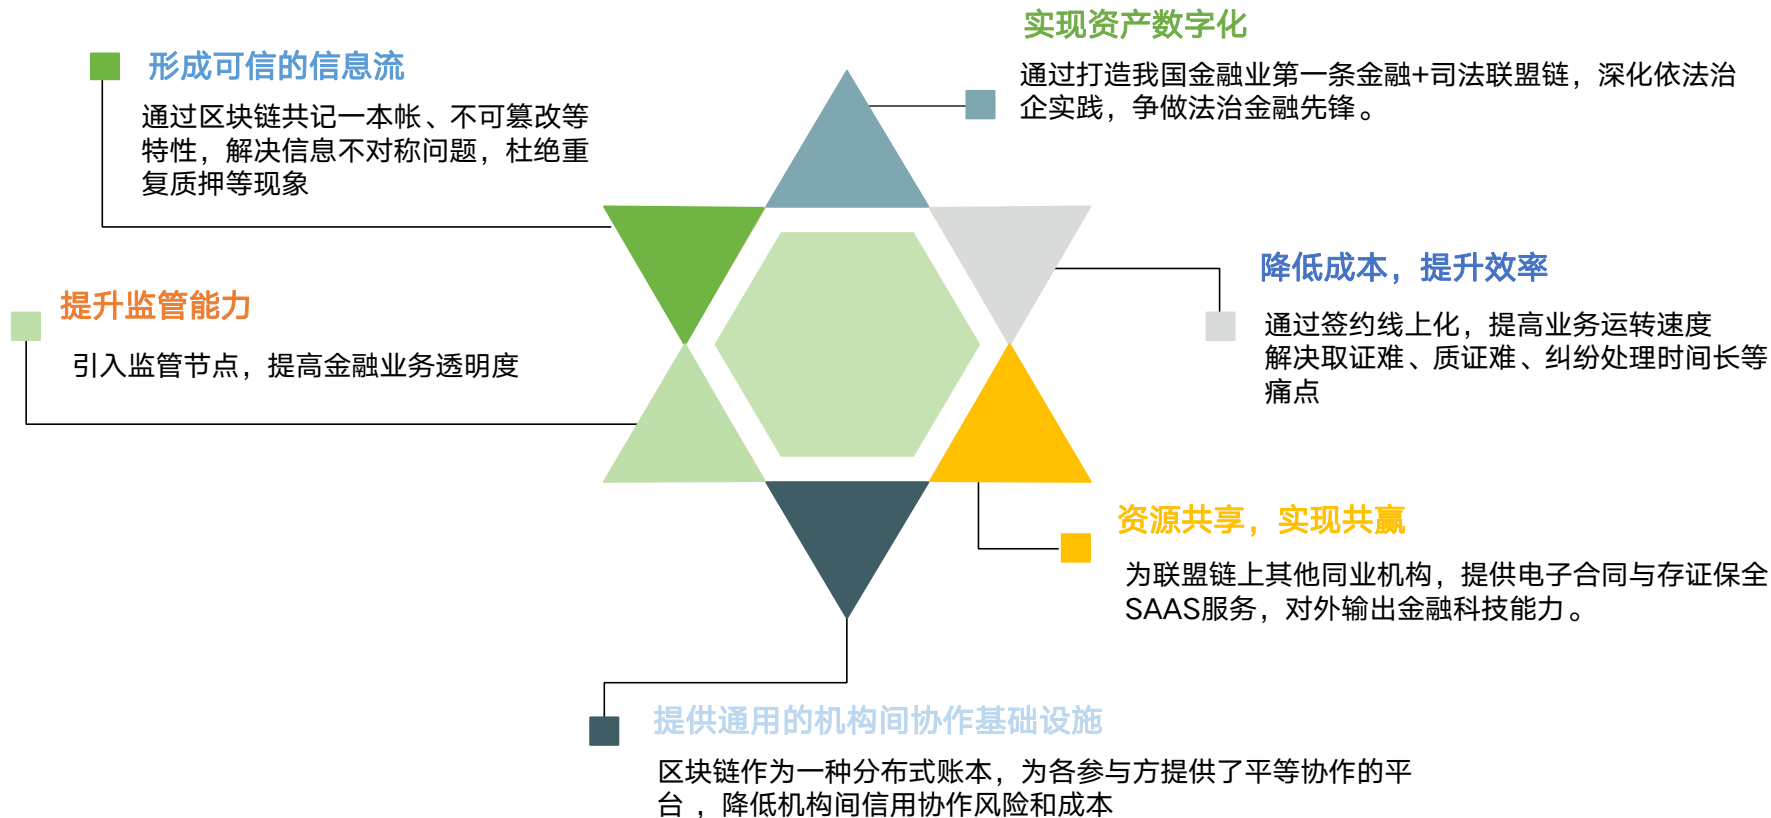 实现资产数字化
通过打造我国金融业第一条金融+司法联盟链，深化依法治
企实践，争做法治金融先锋。
形成可信的信息流
通过区块链共记一本帐、不可篡改等
特性，解决信息不对称问题，杜绝重
复质押等现象
降低成本，提升效率
通过签约线上化，提高业务运转速度
解决取证难、质证难、纠纷处理时间长等
痛点
提升监管能力
引入监管节点，提高金融业务透明度
资源共享，实现共赢
为联盟链上其他同业机构，提供电子合同与存证保全
SAAS服务，对外输出金融科技能力。
提供通用的机构间协作基础设施
区块链作为一种分布式账本，为各参与方提供了平等协作的平
台，降低机构间信用协作风险和成本